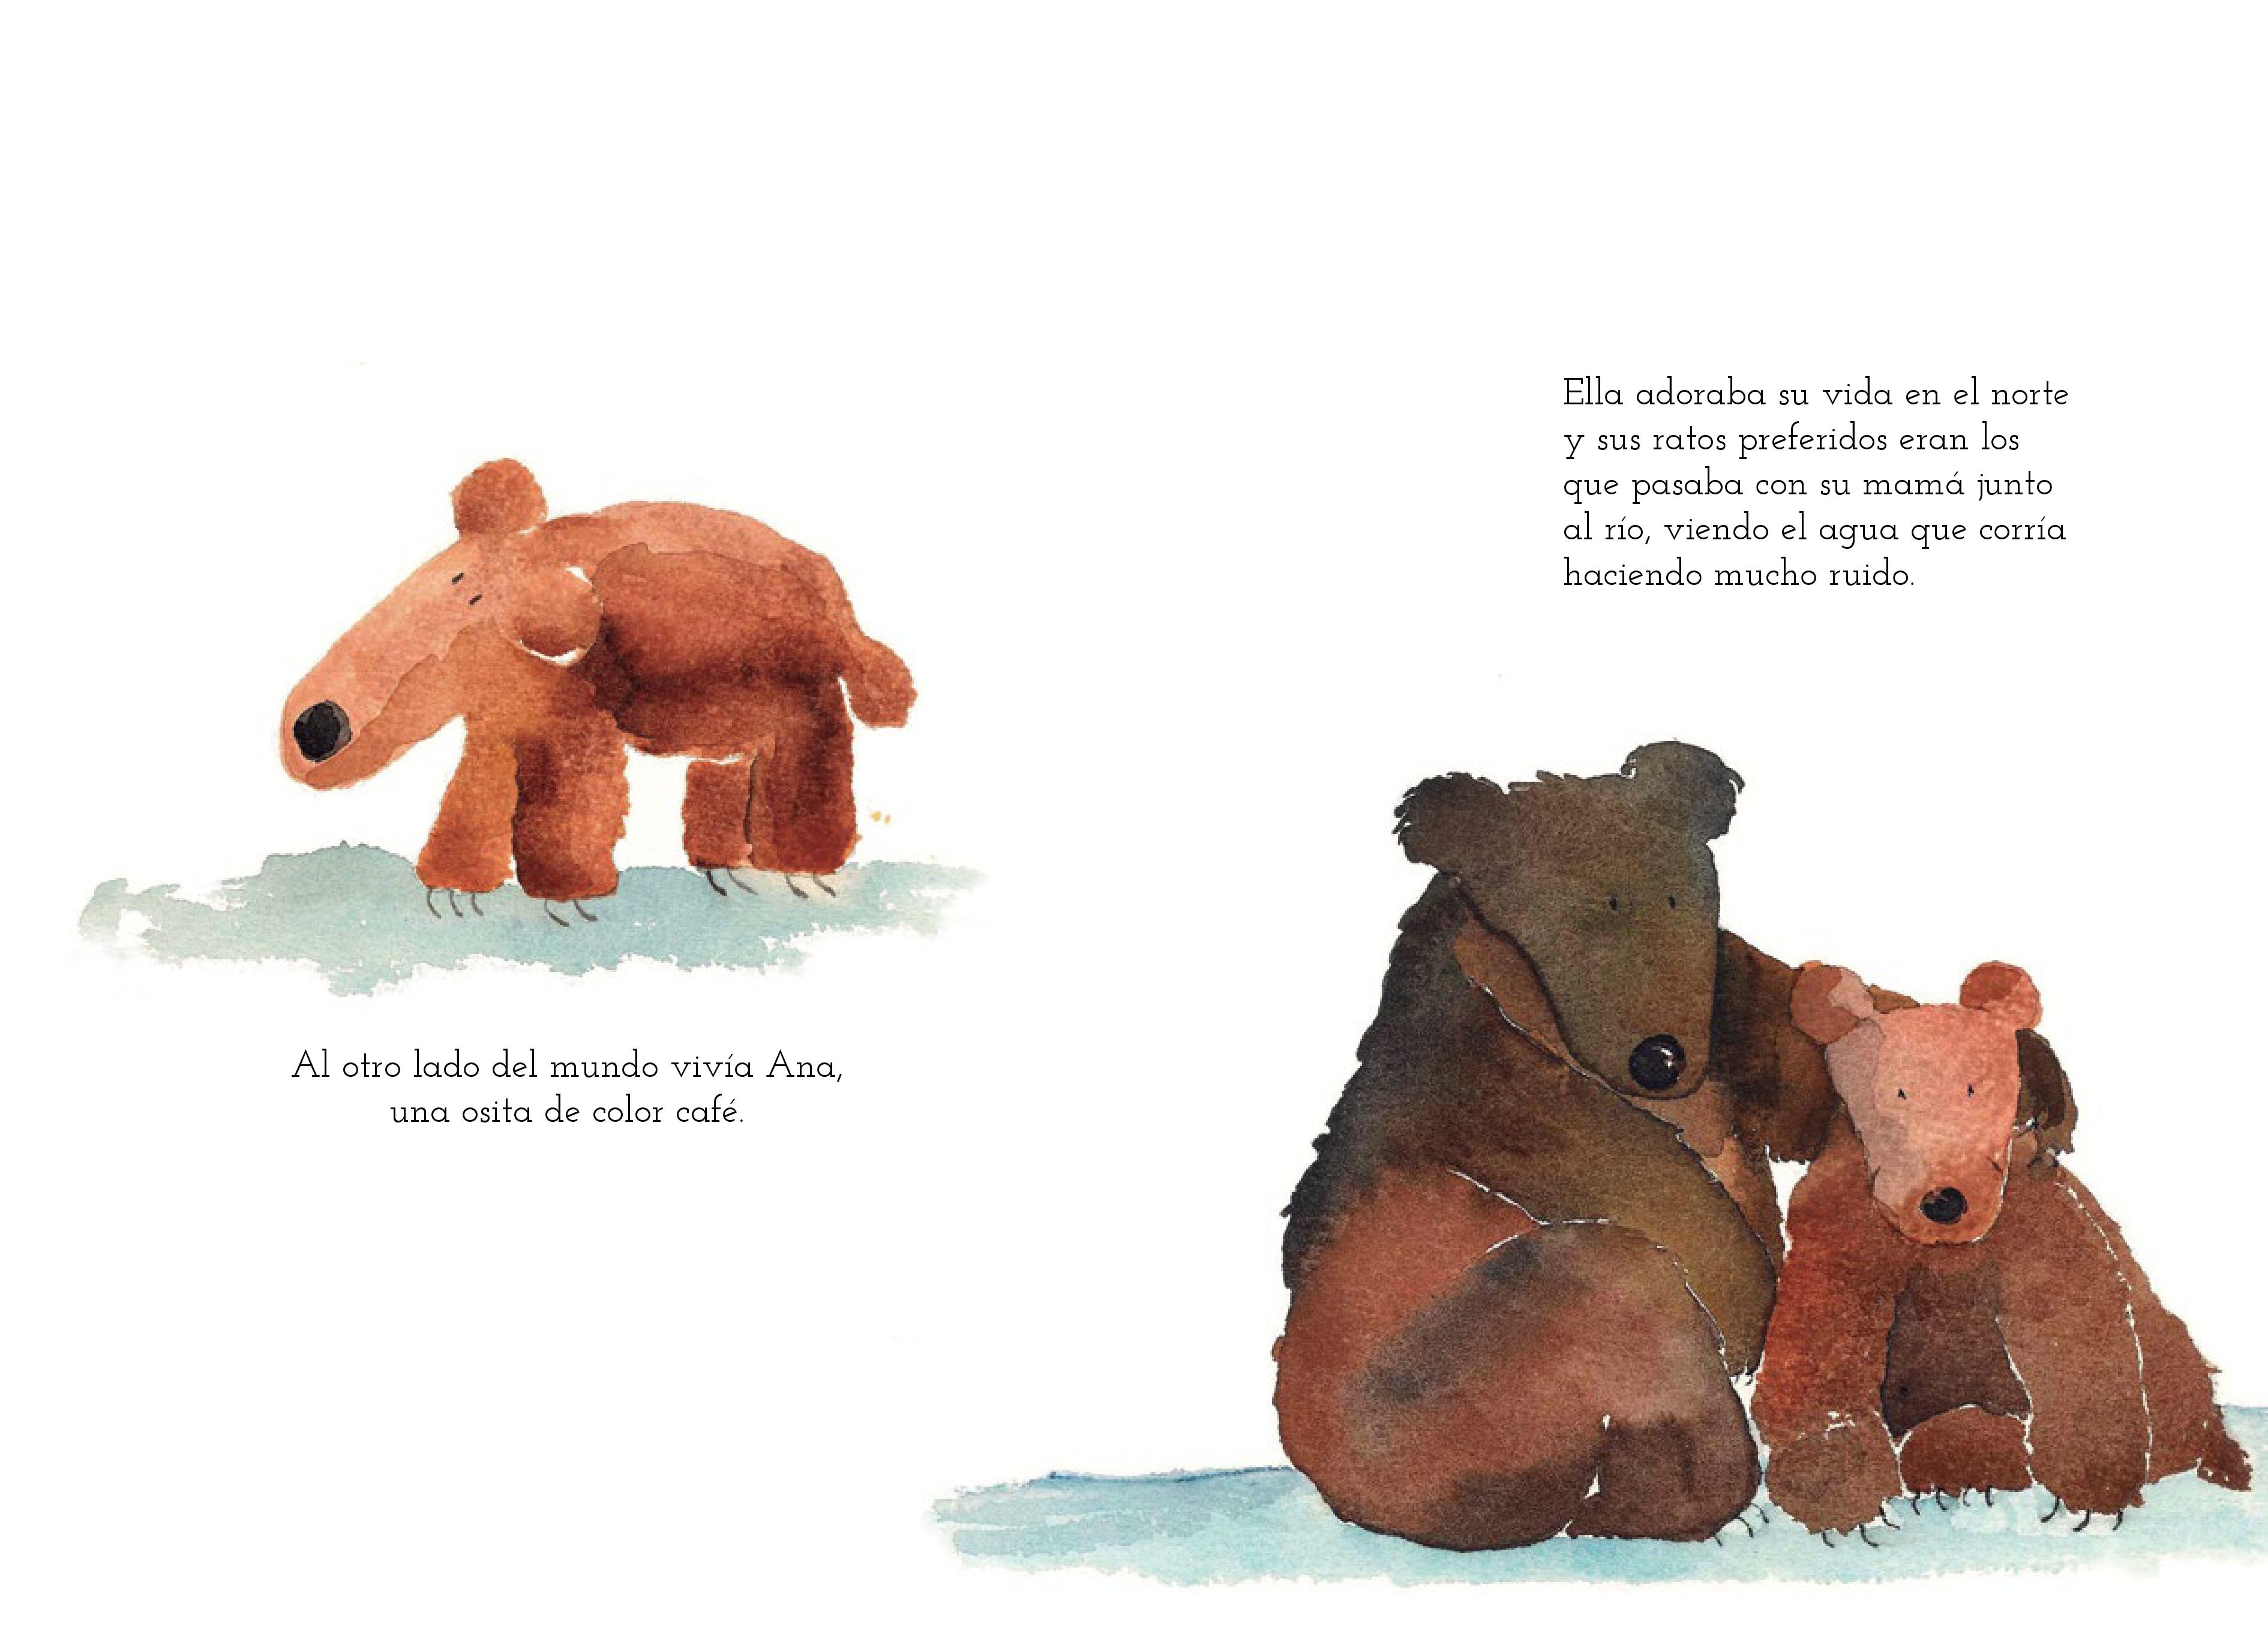 Al otro lado del mundo vivía Ana,
una osita de color café.
Ella adoraba su vida en el norte
y sus ratos preferidos eran los
que pasaba con su mamá junto
al río, viendo el agua que corría
haciendo mucho ruido.